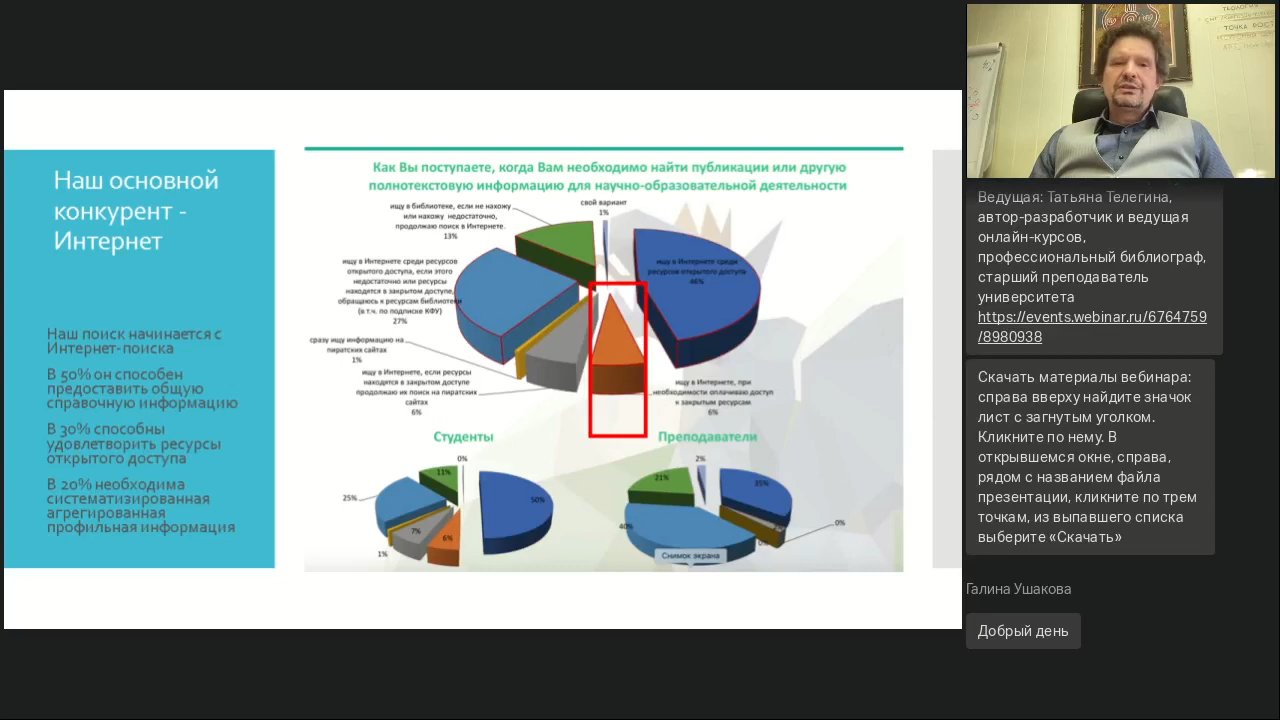 Наш основной
конкурент -
Интернет
Наш поиск начинается с
Интернет-поиска
В 50% он способен
предоставить общую
справочную информацию
В 30% способны
удовлетворить ресурсы
открытого доступа
В 20% необходима
систематизированная
агрегированная
профильная информация
Как Вы поступаете, когда Вам необходимо найти публикации или другую
полнотекстовую информацию для научно-образовательной деятельности
ищу в библиотеке, если не нахожу
или нахожу недостаточно,
продолжаю поиск в Интернете.
13%
свой вариант
1%
ищу в Интернете среди
ресурсов открытого доступа
46%
ищу в Интернете среди ресурсов
открытого доступа, если этого
недостаточно или ресурсы
находятся в закрытом доступе,
обращаюсь к ресурсам библиотеки
(в т.ч. по подписке КФУ)
27%
сразу ищу информацию на
пиратских сайтах
1%
ищу в Интернете, если ресурсы
находятся в закрытом доступе
продолжаю их поиск на пиратских
сайтах
6%
ищу в Интернете, при
необходимости оплачиваю доступ
к закрытым ресурсам
6%
Студенты
0%
11%
50%
25%
7%
6%
1%
Преподаватели
2%
21%
35%
40%
0%
0%
Снимок экрана
ТОЧКА РОСТ
Ведущая: Татьяна Телегина,
автор-разработчик и ведущая
онлайн-курсов,
профессиональный библиограф,
старший преподаватель
университета
https://events.webinar.ru/6764759
/8980938
Скачать материалы вебинара:
справа вверху найдите значок
лист с загнутым уголком.
Кликните по нему. В
открывшемся окне, справа,
рядом с названием файла
презентации, кликните по трем
точкам, из выпавшего списка
выберите «Скачать»
Галина Ушакова
Добрый день